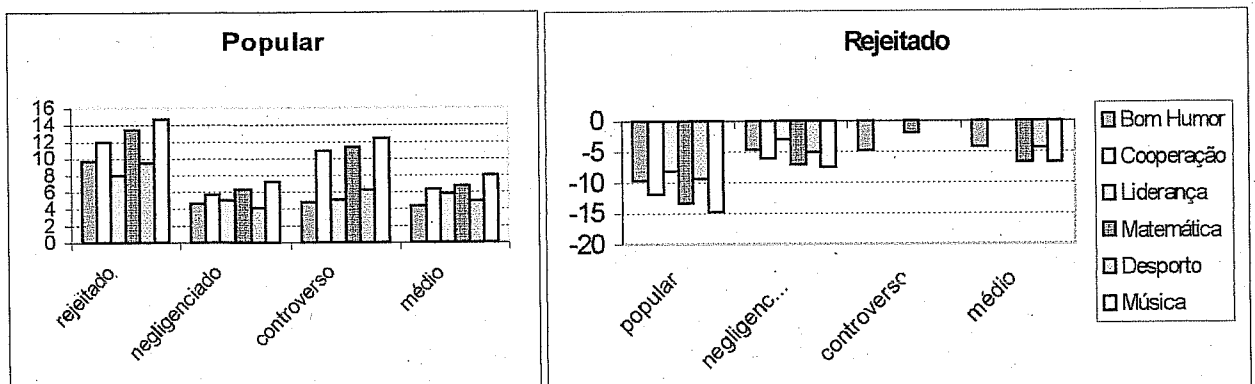 Popular
16
14
12
10
8
6
4
2
0
rejeitado
negligenciado
controverso
médio
Rejeitado
0
-5
-10
-15
-20
popular
negligenc...
controverso
médio
Bom Humor
Cooperação
Liderança
Matemática
Desporto
Música